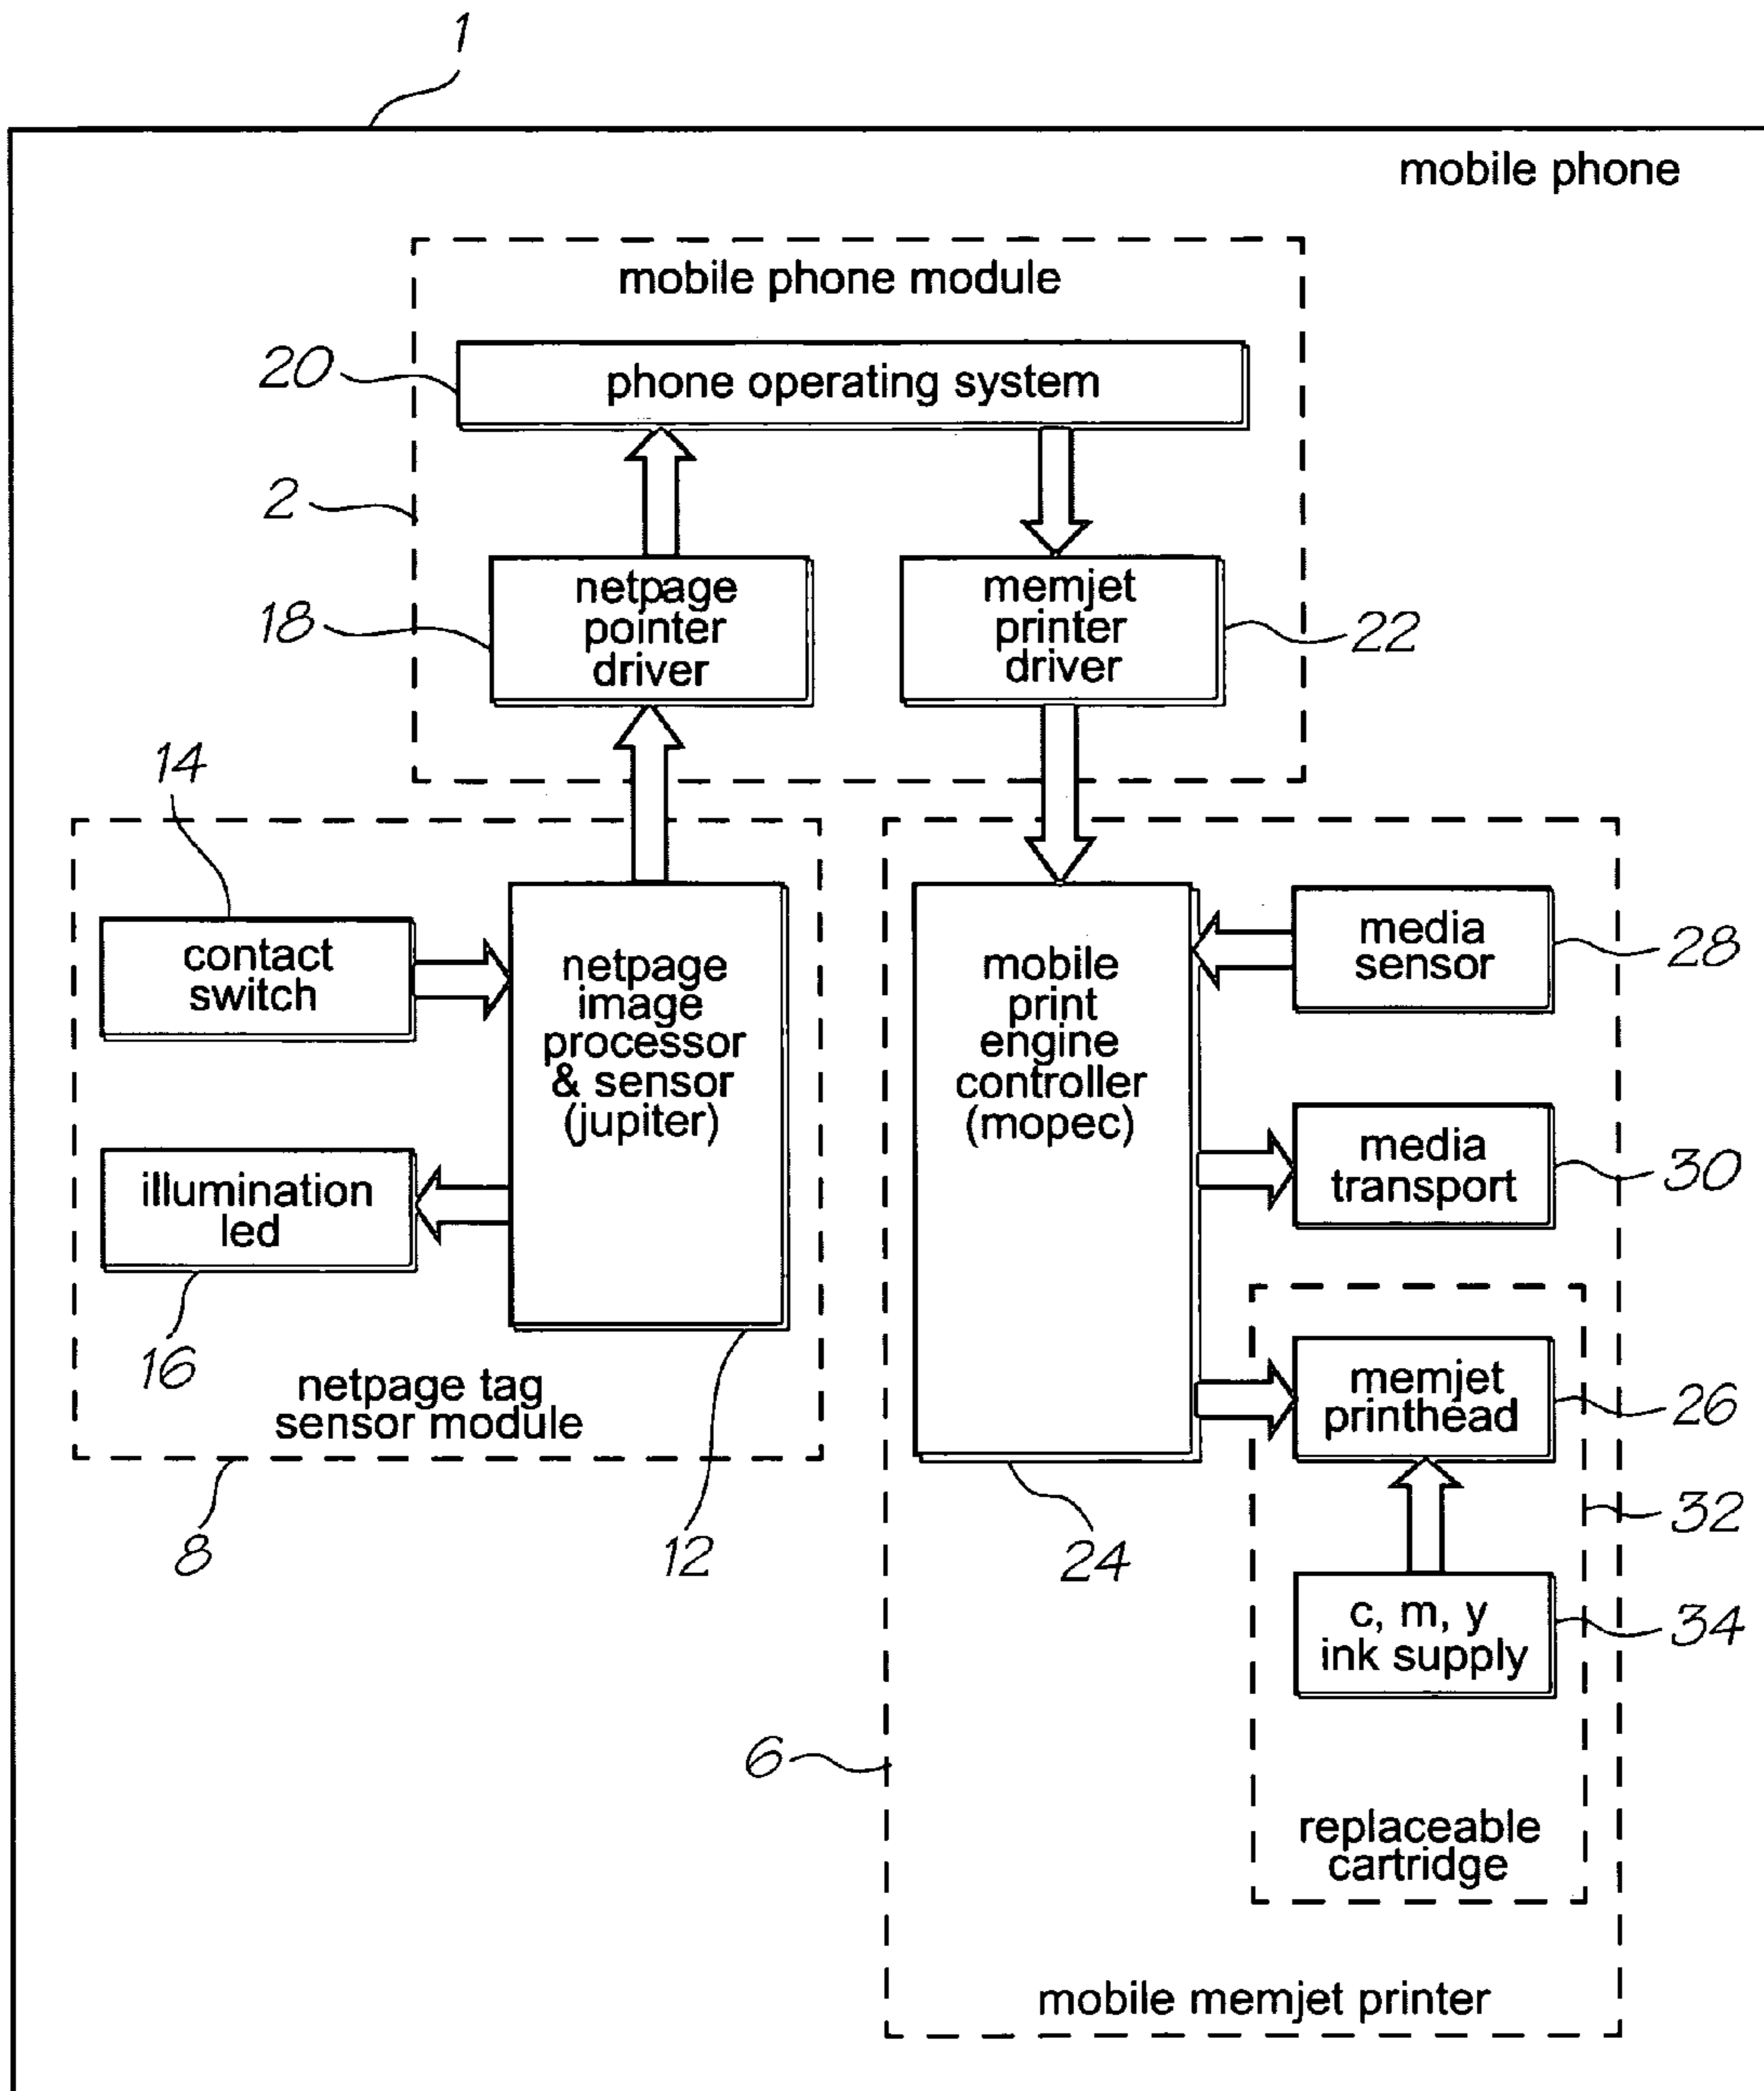 1
mobile phone
mobile phone module
20
phone operating system
2
netpage
pointer
driver
18
memjet
printer
driver
22
14
contact
switch
netpage
image
processor
& sensor
(jupiter)
illumination
led
16
netpage tag
sensor module
8
12
mobile
print
engine
controller
(mopec)
media
sensor
28
media
transport
30
memjet
printhead
26
32
24
c, m, y
ink supply
34
6
replaceable
cartridge
mobile memjet printer